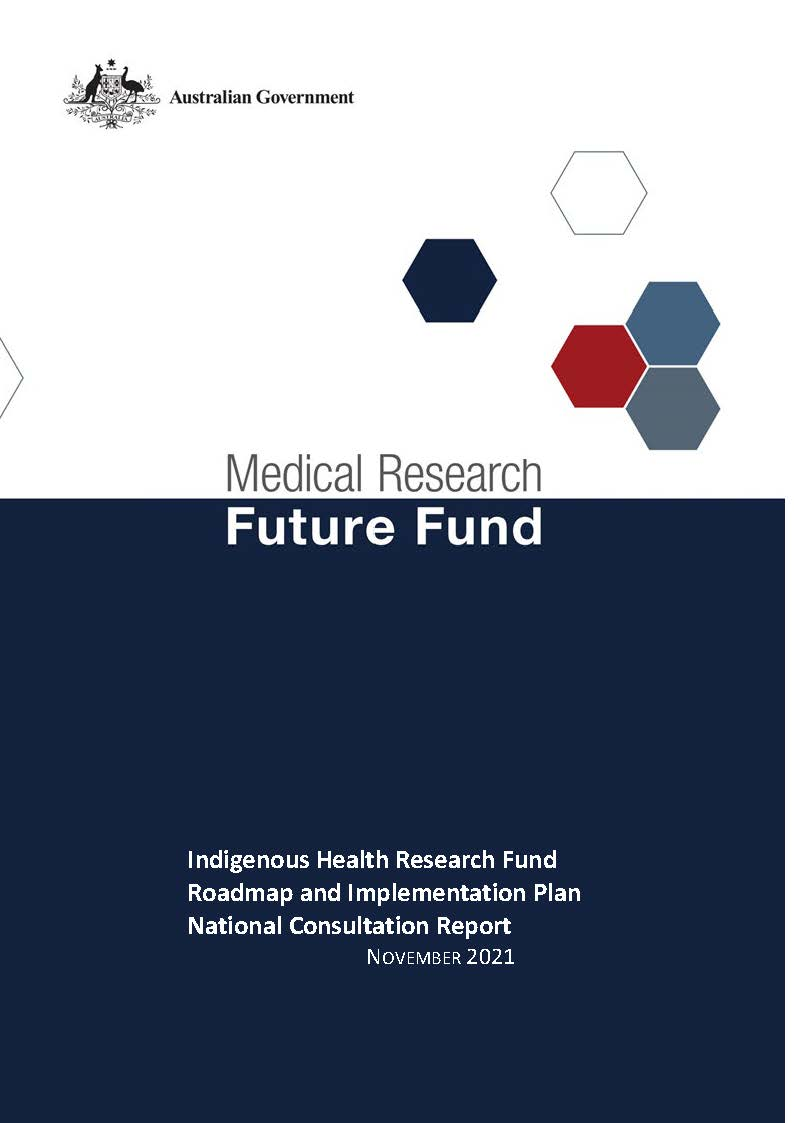 AUSTRALIA
Australian Government
Medical Research
Future Fund
Indigenous Health Research Fund
Roadmap and Implementation Plan
National Consultation Report
NOVEMBER 2021